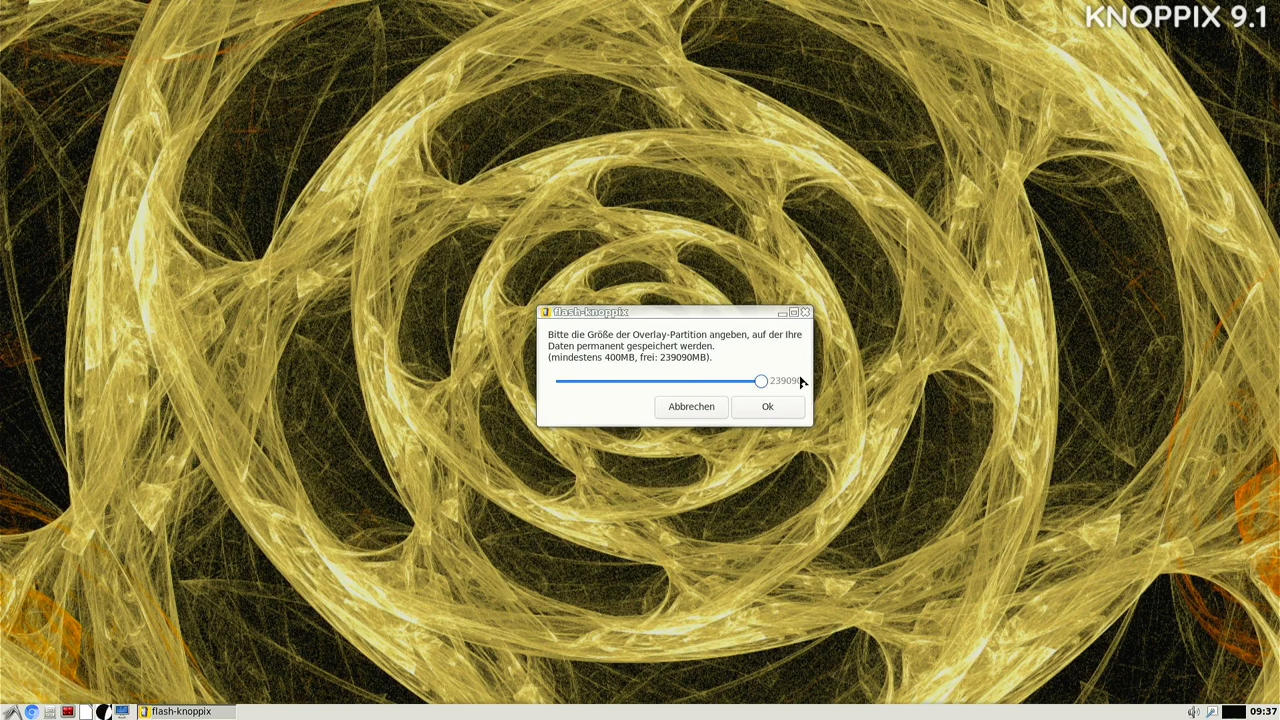 KNOPPIX 9.1
flash-knoppix
Bitte die Größe der Overlay-Partition angeben, auf der Ihre
Daten permanent gespeichert werden.
(mindestens 400MB, frei: 239090MB).
239090
Abbrechen
Ok
flash-knoppix
09:37